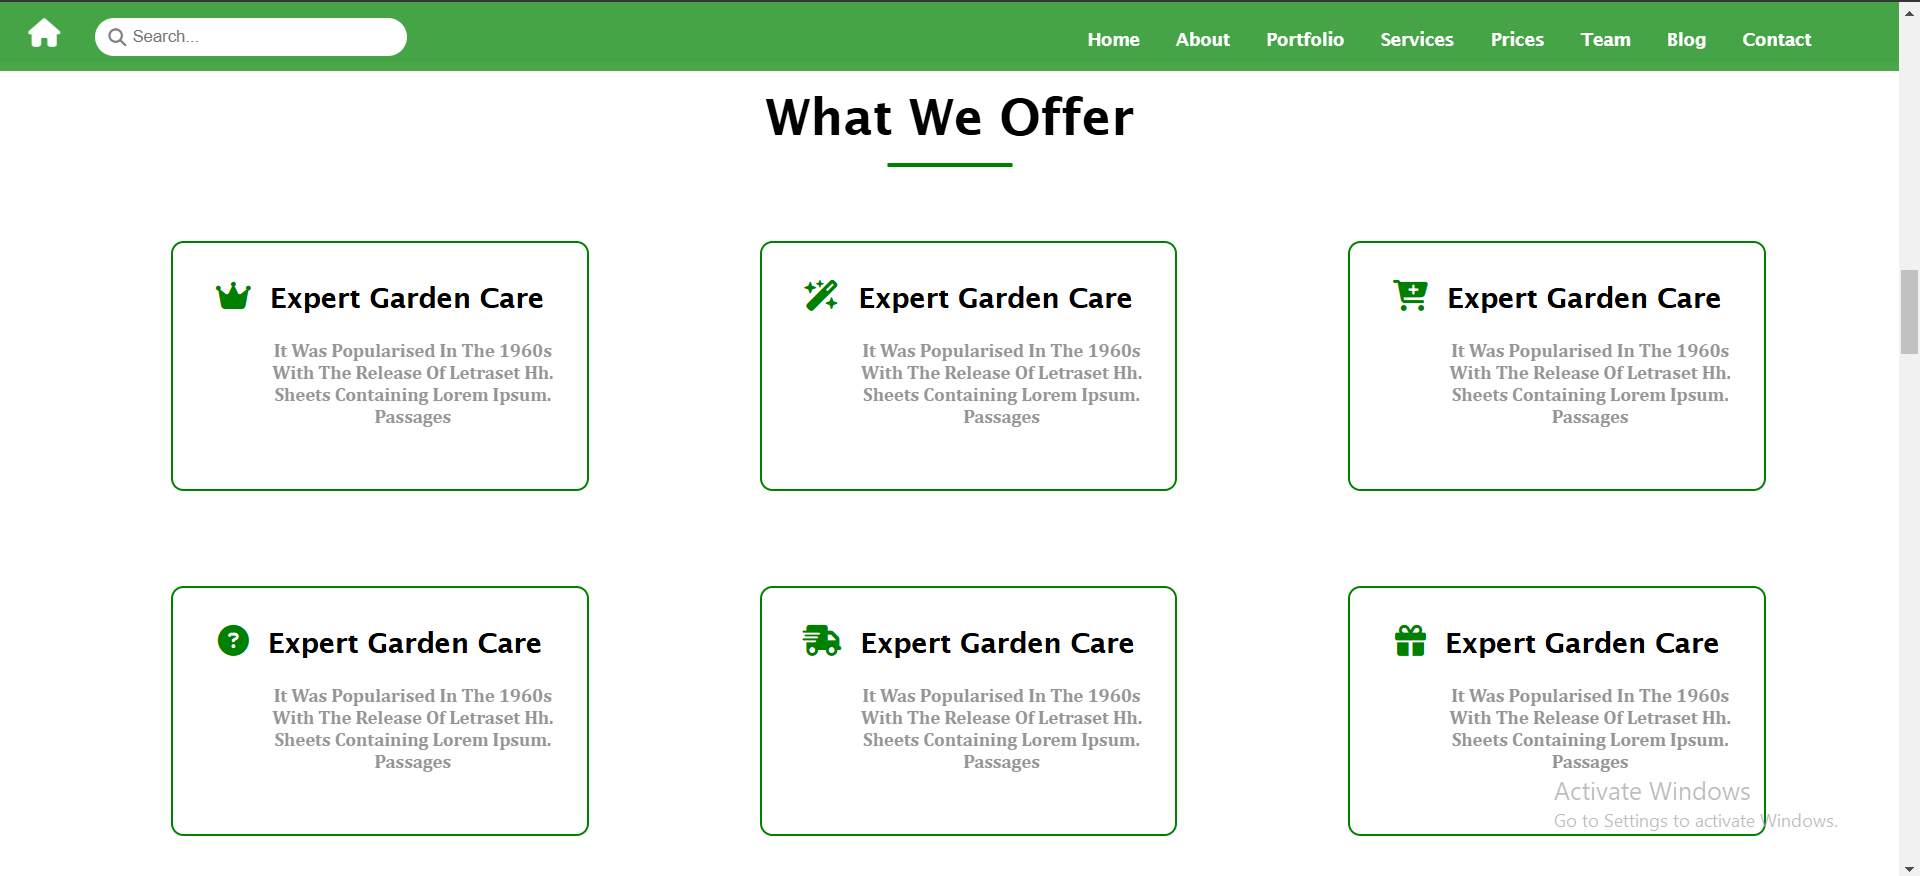 Search...
Home About Portfolio Services Prices Team Blog Contact
What We Offer
Expert Garden Care
It Was Popularised In The 1960s
With The Release Of Letraset Hh.
Sheets Containing Lorem Ipsum.
Passages
Expert Garden Care
It Was Popularised In The 1960s
With The Release Of Letraset Hh.
Sheets Containing Lorem Ipsum.
Passages
Expert Garden Care
It Was Popularised In The 1960s
With The Release Of Letraset Hh.
Sheets Containing Lorem Ipsum.
Passages
?
Expert Garden Care
It Was Popularised In The 1960s
With The Release Of Letraset Hh.
Sheets Containing Lorem Ipsum.
Passages
Expert Garden Care
It Was Popularised In The 1960s
With The Release Of Letraset Hh.
Sheets Containing Lorem Ipsum.
Passages
Expert Garden Care
It Was Popularised In The 1960s
With The Release Of Letraset Hh.
Sheets Containing Lorem Ipsum.
Passages
Activate Windows
Go to Settings to activate Windows.